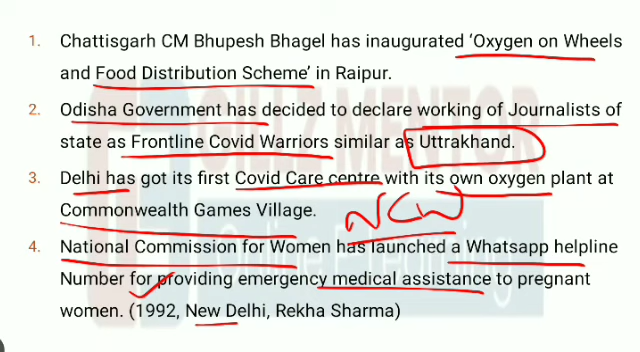 1. Chattisgarh CM Bhupesh Bhagel has inaugurated ‘Oxygen on Wheels
and Food Distribution Scheme’ in Raipur.
2. Odisha Government has decided to declare working of Journalists of
state as Frontline Covid Warriors similar as Uttrakhand.
3. Delhi has got its first Covid Care centre with its own oxygen plant at
Commonwealth Games Village.
NCW
4. National Commission for Women has launched a Whatsapp helpline
Number for providing emergency medical assistance to pregnant
women. (1992, New Delhi, Rekha Sharma)